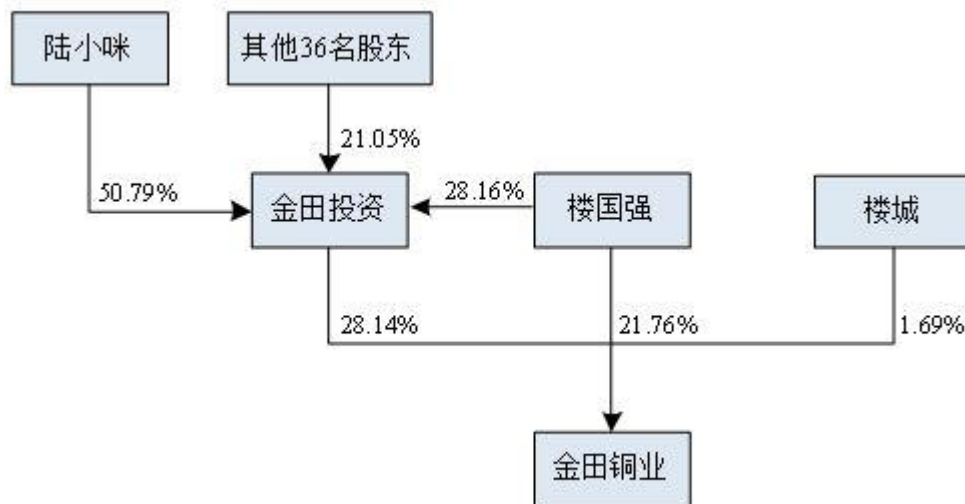 陆小咪
其他36名股东
21.05%
50.79%
金田投资
28.16%
楼国强
楼城
28.14%
21.76%
1.69%
金田铜业